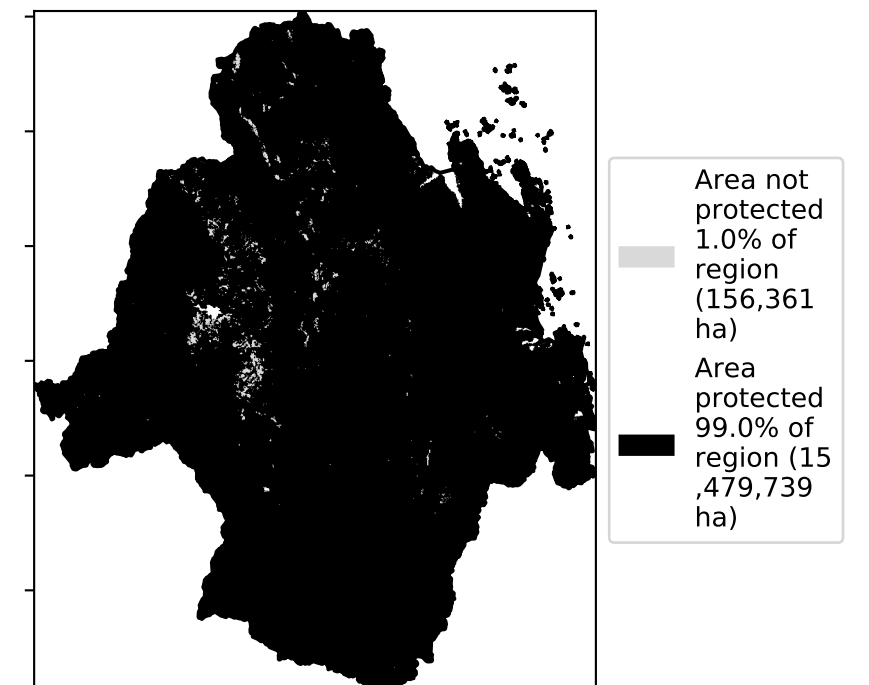 Area not
protected
1.0% of
region
(156,361
ha)
Area
protected
99.0% of
region (15
,479,739
ha)